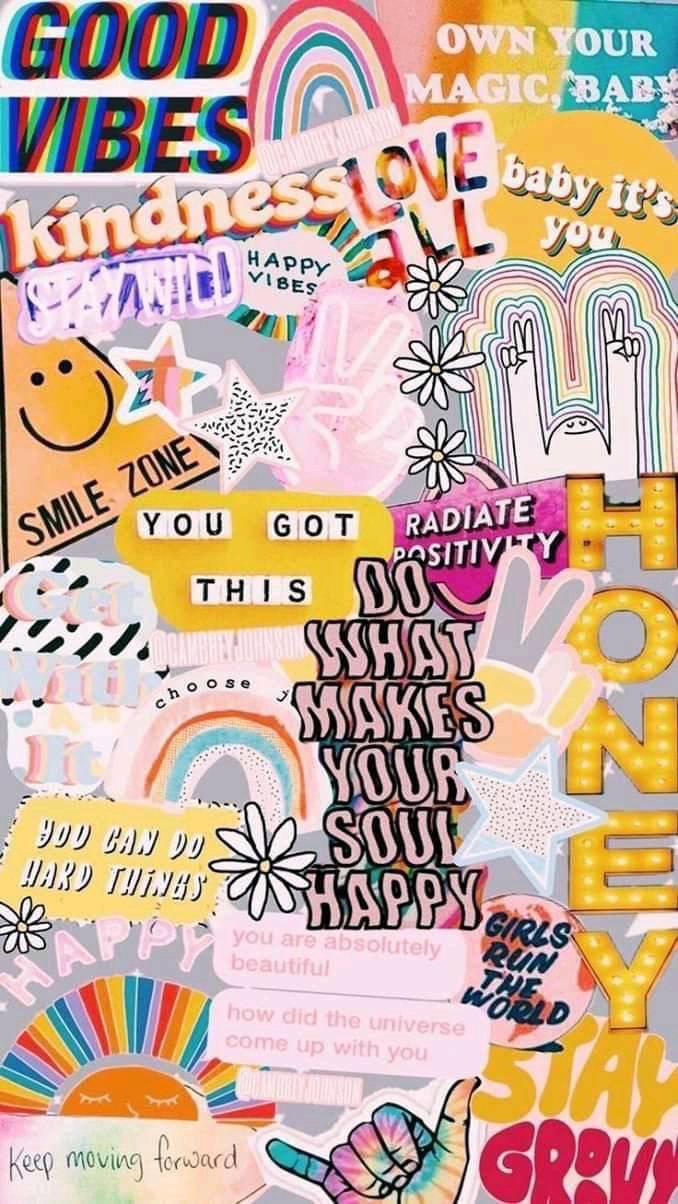 GOOD
VIBES
OWN YOUR
MAGIC, BABY
LOVE
ALL
baby it's
you
kindness
STAY WILD
HAPPY
VIBES
SMILE ZONE
YOU GOT
THIS
RADIATE
POSITIVITY
HONEY
Get
With
It
choose
DO
WHAT
MAKES
YOUR
SOUL
HAPPY
YOU CAN DO
HARD THINGS
HAPPY
you are absolutely
beautiful
how did the universe
come up with you
GIRLS
RUN
THE
WORLD
STAY
GROOVY
Keep moving forward